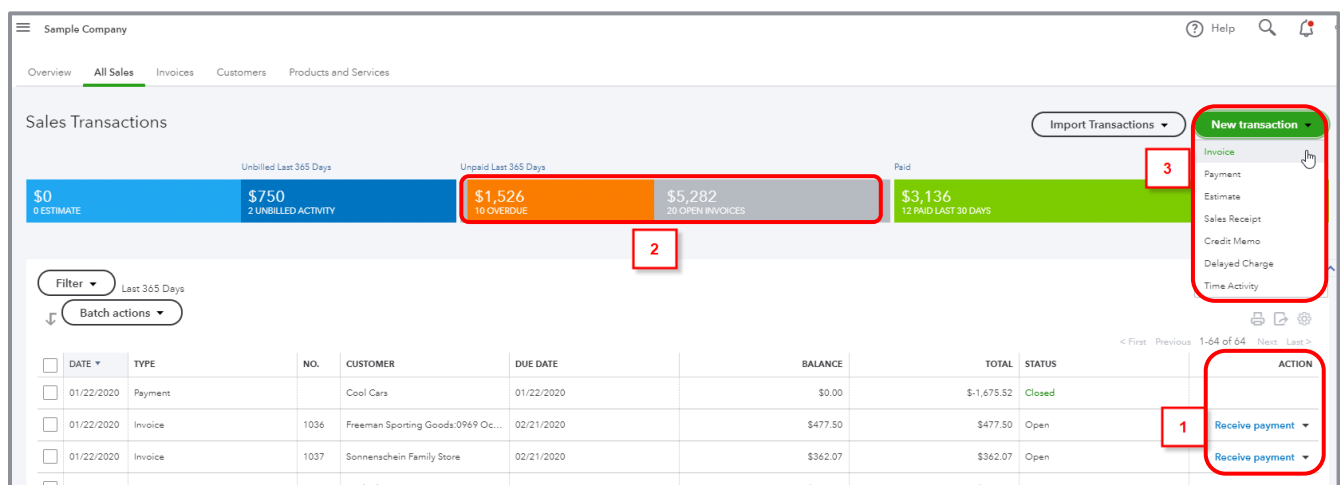 Sample Company
Help
Overview All Sales Invoices Customers Products and Services
Sales Transactions
Import Transactions
New transaction
Invoice
3
Payment
Estimate
Sales Receipt
Credit Memo
Delayed Charge
Time Activity
Unbilled Last 365 Days
Unpaid Last 365 Days
Paid
$0
0 ESTIMATE
$750
2 UNBILLED ACTIVITY
$1,526
10 OVERDUE
$5,282
20 OPEN INVOICES
$3,136
12 PAID LAST 30 DAYS
2
Filter
Last 365 Days
Batch actions
< First Previous 1-64 of 64 Next Last >
DATE TYPE NO. CUSTOMER DUE DATE BALANCE TOTAL STATUS ACTION
01/22/2020 Payment Cool Cars 01/22/2020 $0.00 $-1,675.52 Closed
01/22/2020 Invoice 1036 Freeman Sporting Goods:0969 Oc... 02/21/2020 $477.50 $477.50 Open 1 Receive payment
01/22/2020 Invoice 1037 Sonnenschein Family Store 02/21/2020 $362.07 $362.07 Open Receive payment